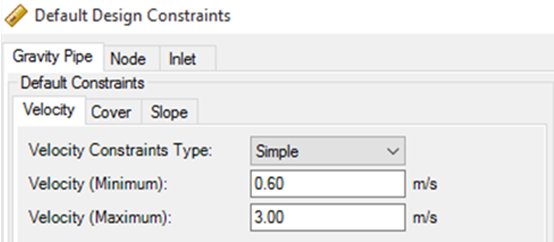 Default Design Constraints
Gravity Pipe Node Inlet
Default Constraints
Velocity Cover Slope
Velocity Constraints Type: Simple
Velocity (Minimum): 0.60 m/s
Velocity (Maximum): 3.00 m/s